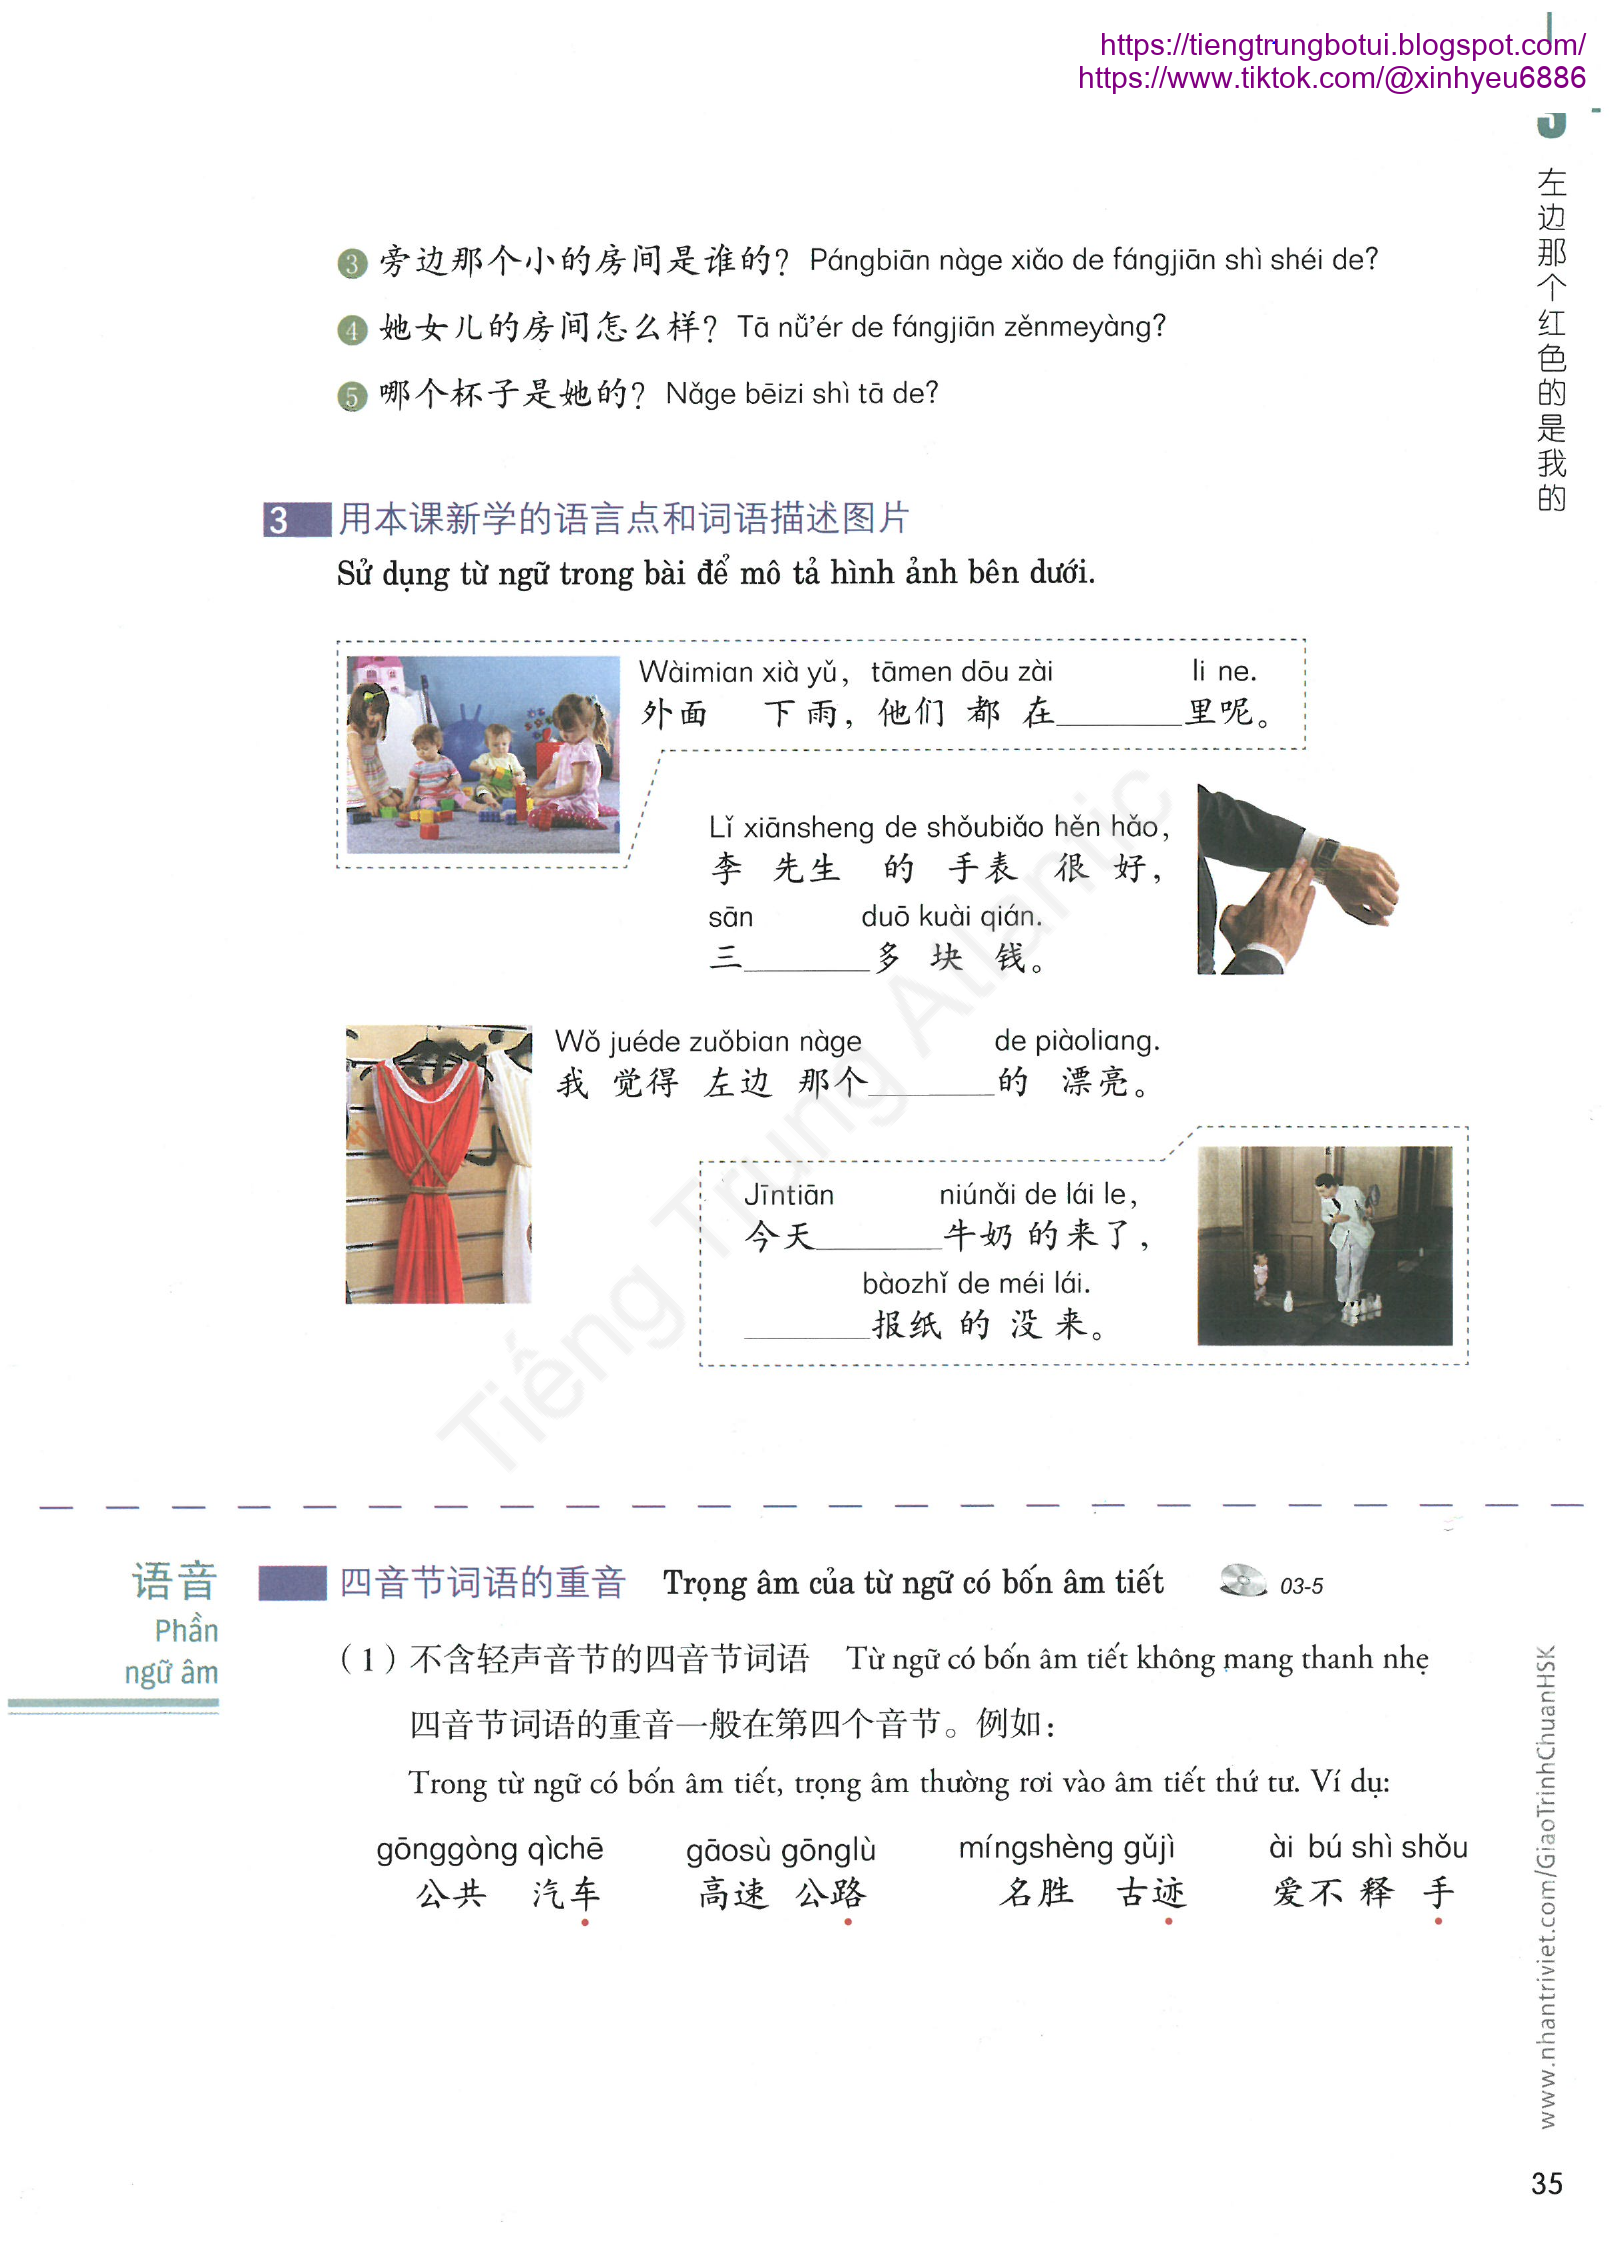 https://tiengtrungbotui.blogspot.com/
https://www.tiktok.com/@xinhyeu6886
左边那个红色的是我的
3 旁边那个小的房间是谁的？ Pángbiān nàge xiǎo de fángjiān shì shéi de?
4 她女儿的房间怎么样？ Tā nǚ’ér de fángjiān zěnmeyàng?
5 哪个杯子是她的？ Nǎge bēizi shì tā de?
3 用本课新学的语言点和词语描述图片
Sử dụng từ ngữ trong bài để mô tả hình ảnh bên dưới.
Wàimian xià yǔ, tāmen dōu zài li ne.
外面 下雨，他们 都 在_______里呢。
Lǐ xiānsheng de shǒubiǎo hěn hǎo,
李 先生 的 手表 很 好，
sān duō kuài qián.
三_______多 块 钱。
Wǒ juéde zuǒbian nàge de piàoliang.
我 觉得 左边 那个_______的 漂亮。
Jīntiān niúnǎi de lái le,
今天_______牛奶 的来了，
bàozhǐ de méi lái.
_______报纸 的 没 来。
Tiếng Trung Atlantic
语音
Phần
ngữ âm
四音节词语的重音 Trọng âm của từ ngữ có bốn âm tiết 03-5
（1）不含轻声音节的四音节词语 Từ ngữ có bốn âm tiết không mang thanh nhẹ
四音节词语的重音一般在第四个音节。例如：
Trong từ ngữ có bốn âm tiết, trọng âm thường rơi vào âm tiết thứ tư. Ví dụ:
gōnggòng qìchē gāosù gōnglù míngshèng gǔjì ài bú shì shǒu
公共 汽车 高速 公路 名胜 古迹 爱不 释 手
www.nhantriviet.com/GiaoTrinhChuanHSK
35